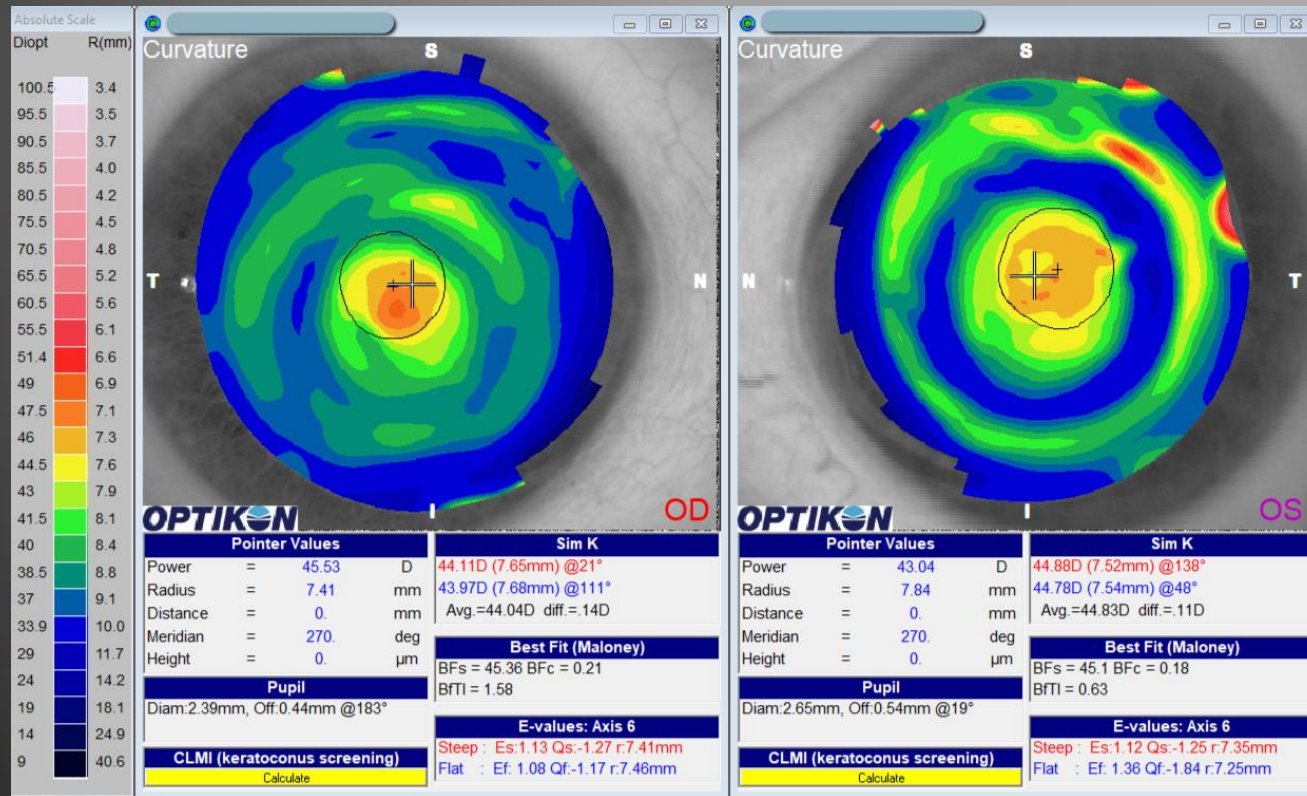 Absolute Scale
Diopt R(mm)
100.5 3.4
95.5 3.5
90.5 3.7
85.5 4.0
80.5 4.2
75.5 4.5
70.5 4.8
65.5 5.2
60.5 5.6
55.5 6.1
51.4 6.6
49 6.9
47.5 7.1
46 7.3
44.5 7.6
43 7.9
41.5 8.1
40 8.4
38.5 8.8
37 9.1
33.9 10.0
29 11.7
24 14.2
19 18.1
14 24.9
9 40.6
Curvature
S
T
N
I
OD
OPTIKON
Pointer Values
Power = 45.53 D
Radius = 7.41 mm
Distance = 0. mm
Meridian = 270. deg
Height = 0. µm
Pupil
Diam:2.39mm, Off:0.44mm @183°
CLMI (keratoconus screening)
Calculate
Sim K
44.11D (7.65mm) @21°
43.97D (7.68mm) @111°
Avg.=44.04D diff.=.14D
Best Fit (Maloney)
BFs = 45.36 BFc = 0.21
BfTI = 1.58
E-values: Axis 6
Steep : Es:1.13 Qs:-1.27 r:7.41mm
Flat : Ef: 1.08 Qf:-1.17 r:7.46mm
Curvature
S
N
T
I
OS
OPTIKON
Pointer Values
Power = 43.04 D
Radius = 7.84 mm
Distance = 0. mm
Meridian = 270. deg
Height = 0. µm
Pupil
Diam:2.65mm, Off:0.54mm @19°
CLMI (keratoconus screening)
Calculate
Sim K
44.88D (7.52mm) @138°
44.78D (7.54mm) @48°
Avg.=44.83D diff.=.11D
Best Fit (Maloney)
BFs = 45.1 BFc = 0.18
BfTI = 0.63
E-values: Axis 6
Steep : Es:1.12 Qs:-1.25 r:7.35mm
Flat : Ef: 1.36 Qf:-1.84 r:7.25mm